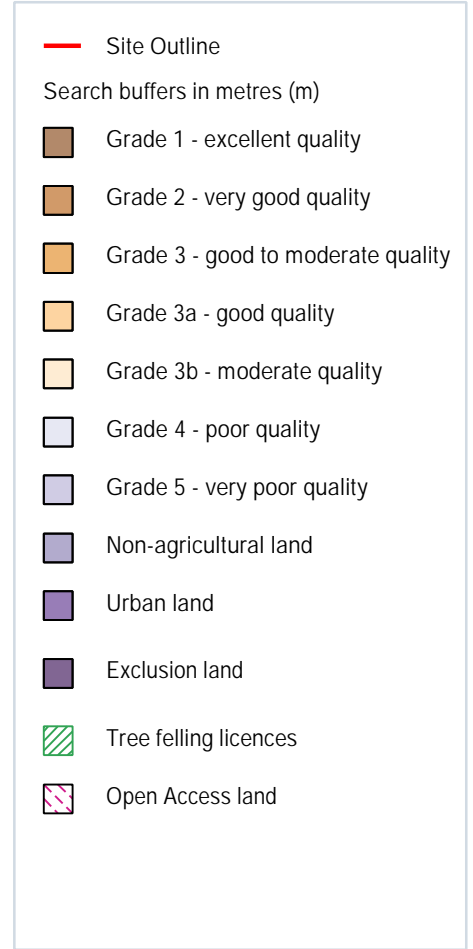 Site Outline
Search buffers in metres (m)
Grade 1 - excellent quality
Grade 2 - very good quality
Grade 3 - good to moderate quality
Grade 3a - good quality
Grade 3b - moderate quality
Grade 4 - poor quality
Grade 5 - very poor quality
Non-agricultural land
Urban land
Exclusion land
Tree felling licences
Open Access land